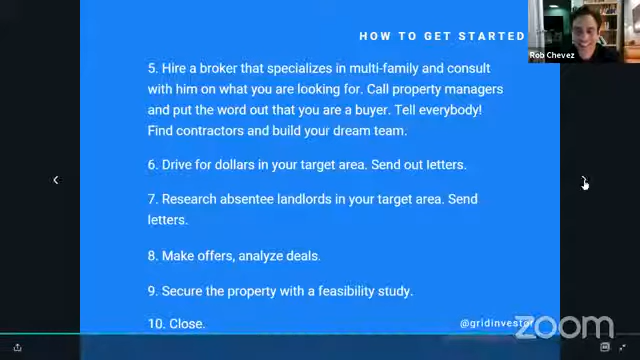 HOW TO GET STARTED
Rob Chevez
5. Hire a broker that specializes in multi-family and consult
with him on what you are looking for. Call property managers
and put the word out that you are a buyer. Tell everybody!
Find contractors and build your dream team.
6. Drive for dollars in your target area. Send out letters.
7. Research absentee landlords in your target area. Send
letters.
8. Make offers, analyze deals.
9. Secure the property with a feasibility study.
10. Close.
@gridinvestor
zoom